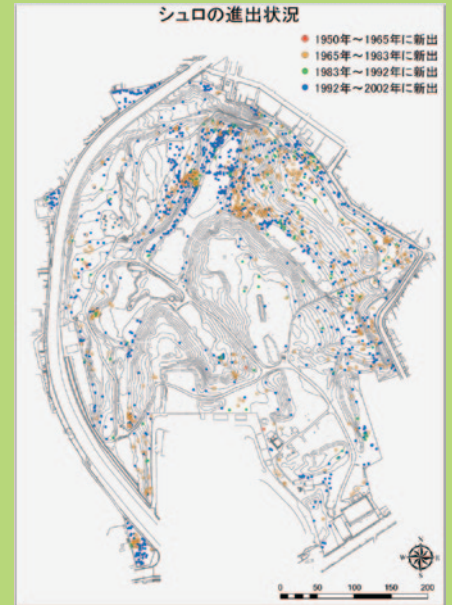 シュロの進出状況
1950年～1965年に新出
1965年～1983年に新出
1983年～1992年に新出
1992年～2002年に新出
N
W E
S
0 50 100 150 200